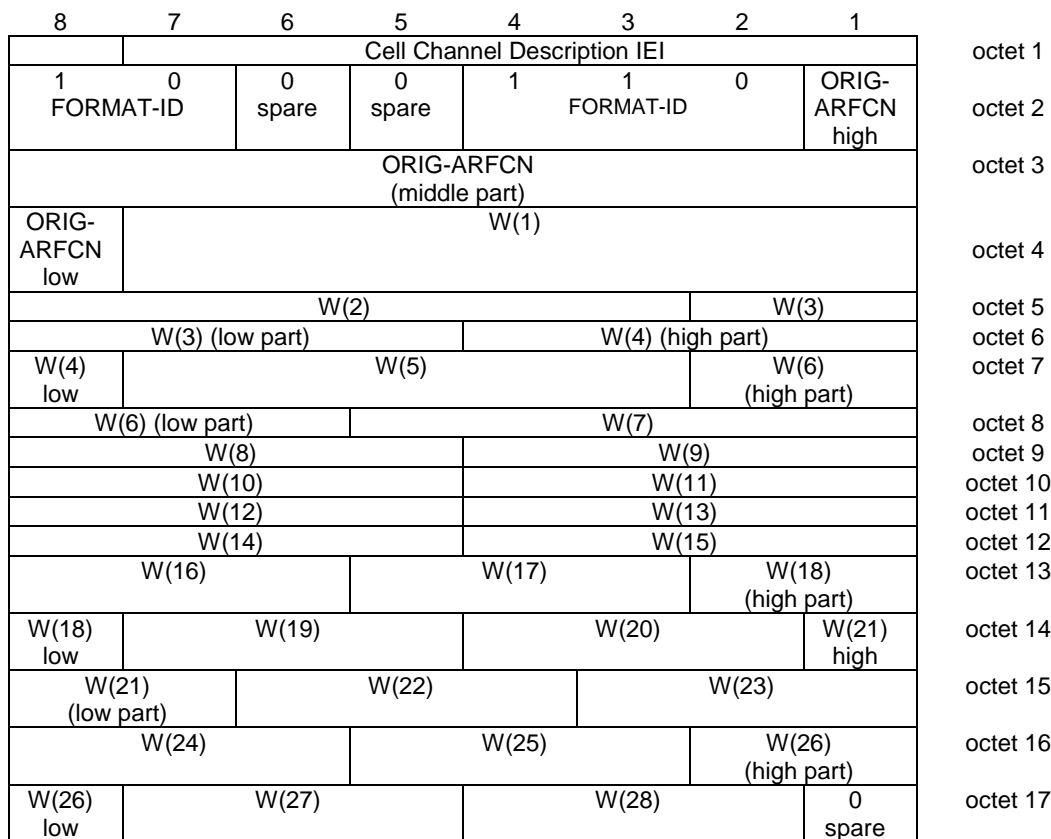 8 7 6 5 4 3 2 1
Cell Channel Description IEI octet 1
1 0 0 0 1 1 0 ORIG-
FORMAT-ID spare spare FORMAT-ID ARFCN octet 2
high
ORIG-ARFCN octet 3
(middle part)
ORIG- W(1)
ARFCN octet 4
low
W(2) W(3) octet 5
W(3) (low part) W(4) (high part) octet 6
W(4) W(5) W(6) octet 7
low (high part)
W(6) (low part) W(7) octet 8
W(8) W(9) octet 9
W(10) W(11) octet 10
W(12) W(13) octet 11
W(14) W(15) octet 12
W(16) W(17) W(18) octet 13
(high part)
W(18) W(19) W(20) W(21) octet 14
low high
W(21) W(22) W(23) octet 15
(low part)
W(24) W(25) W(26) octet 16
(high part)
W(26) W(27) W(28) 0 octet 17
low spare